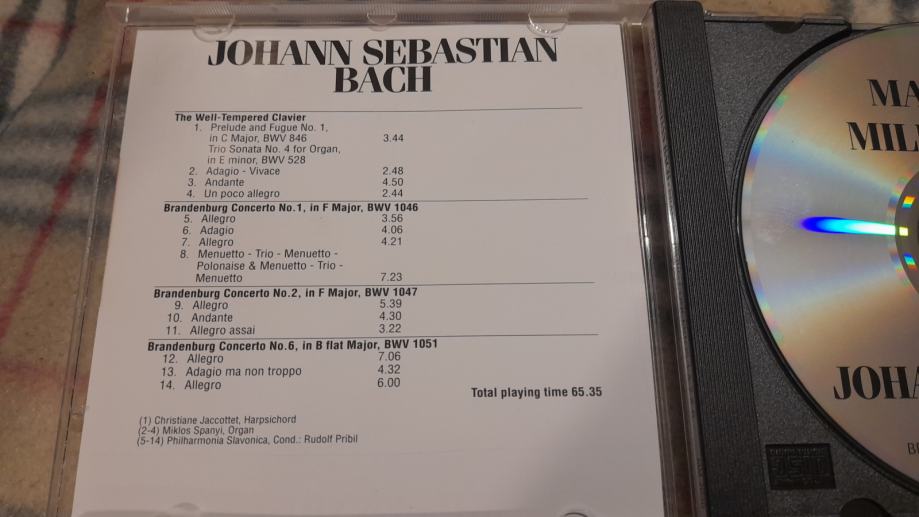 JOHANN SEBASTIAN
BACH
The Well-Tempered Clavier
1. Prelude and Fugue No. 1,
in C Major, BWV 846 3.44
Trio Sonata No. 4 for Organ,
in E minor, BWV 528
2. Adagio - Vivace 2.48
3. Andante 4.50
4. Un poco allegro 2.44
Brandenburg Concerto No.1, in F Major, BWV 1046
5. Allegro 3.56
6. Adagio 4.06
7. Allegro 4.21
8. Menuetto - Trio - Menuetto -
Polonaise & Menuetto - Trio -
Menuetto 7.23
Brandenburg Concerto No.2, in F Major, BWV 1047
9. Allegro 5.39
10. Andante 4.30
11. Allegro assai 3.22
Brandenburg Concerto No.6, in B flat Major, BWV 1051
12. Allegro 7.06
13. Adagio ma non troppo 4.32
14. Allegro 6.00
Total playing time 65.35
(1) Christiane Jaccottet, Harpsichord
(2-4) Miklos Spanyi, Organ
(5-14) Philharmonia Slavonica, Cond.: Rudolf Pribil
MA
MIL
JOHA